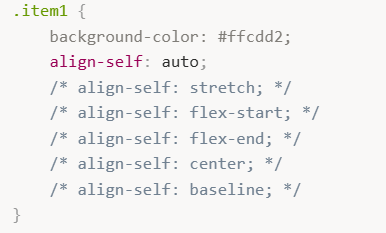 .item1 {
    background-color: #ffcdd2;
    align-self: auto;
    /* align-self: stretch; */
    /* align-self: flex-start; */
    /* align-self: flex-end; */
    /* align-self: center; */
    /* align-self: baseline; */
}